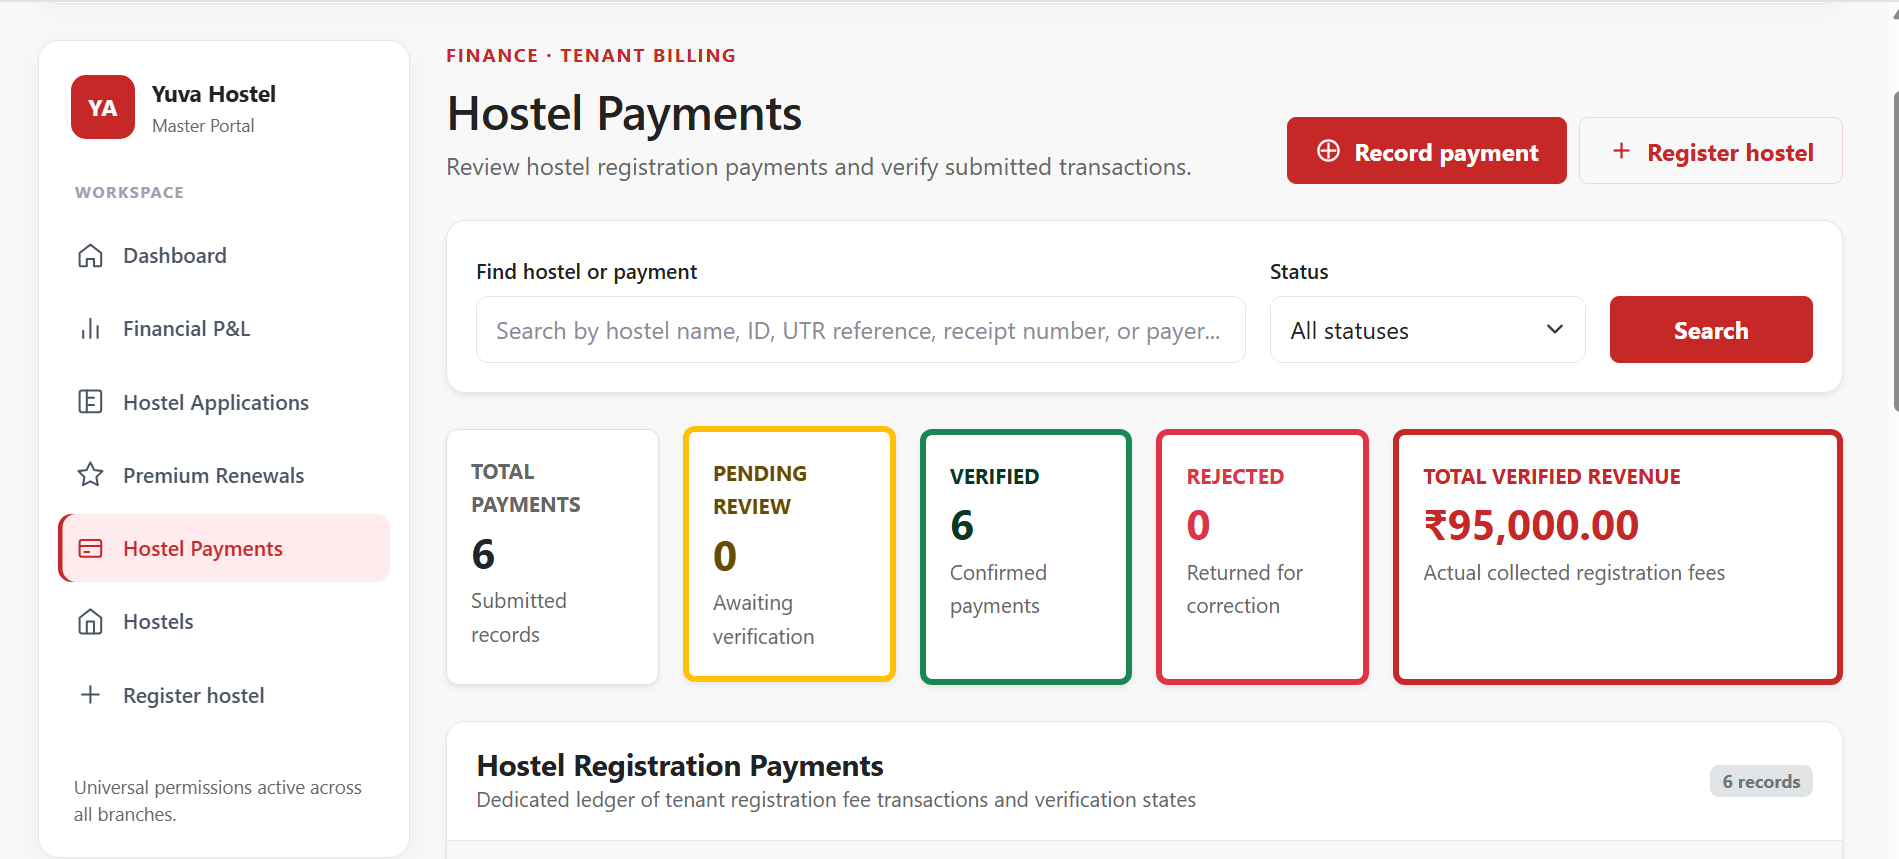 YA
Yuva Hostel
Master Portal
WORKSPACE
Dashboard
Financial P&L
Hostel Applications
Premium Renewals
Hostel Payments
Hostels
Register hostel
Universal permissions active across
all branches.
FINANCE · TENANT BILLING
Hostel Payments
Review hostel registration payments and verify submitted transactions.
Record payment
Register hostel
Find hostel or payment
Search by hostel name, ID, UTR reference, receipt number, or payer...
Status
All statuses
Search
TOTAL
PAYMENTS
6
Submitted
records
PENDING
REVIEW
0
Awaiting
verification
VERIFIED
6
Confirmed
payments
REJECTED
0
Returned for
correction
TOTAL VERIFIED REVENUE
₹95,000.00
Actual collected registration fees
Hostel Registration Payments
Dedicated ledger of tenant registration fee transactions and verification states
6 records